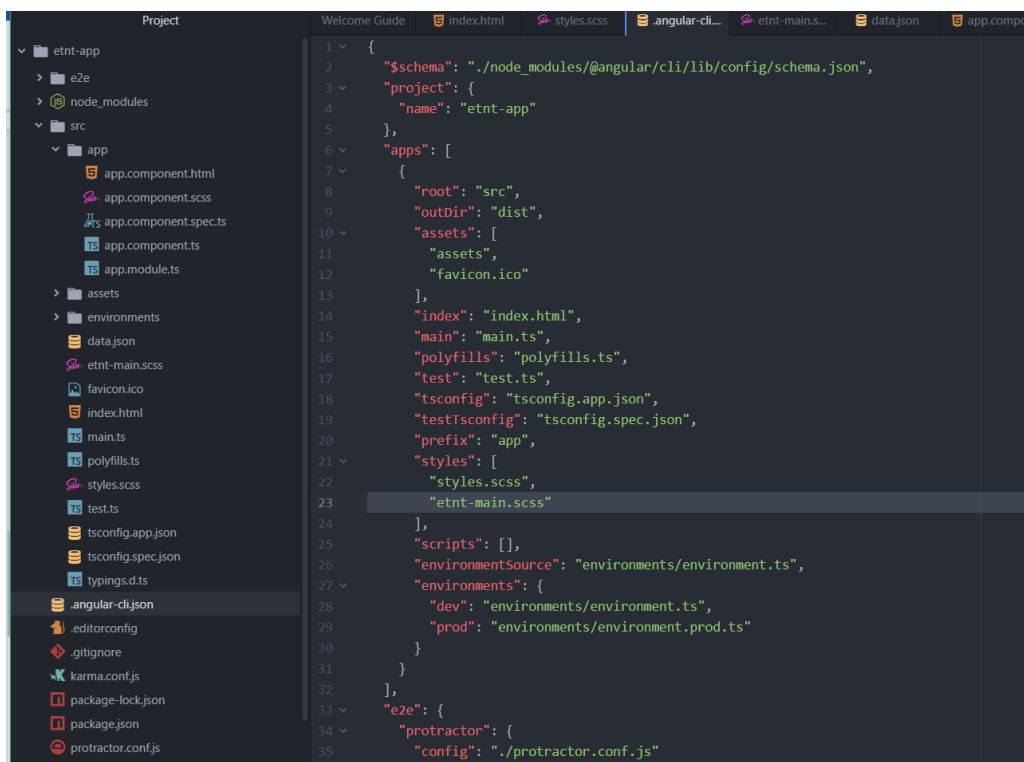 Project
etnt-app
e2e
node_modules
src
app
app.component.html
app.component.scss
app.component.spec.ts
app.component.ts
app.module.ts
assets
environments
data.json
etnt-main.scss
favicon.ico
index.html
main.ts
polyfills.ts
styles.scss
test.ts
tsconfig.app.json
tsconfig.spec.json
typings.d.ts
.angular-cli.json
.editorconfig
.gitignore
karma.conf.js
package-lock.json
package.json
protractor.conf.js
Welcome Guide index.html styles.scss .angular-cli.... etnt-main.s... data.json app.compo
1 {
2 "$schema": "./node_modules/@angular/cli/lib/config/schema.json",
3 "project": {
4 "name": "etnt-app"
5 },
6 "apps": [
7 {
8 "root": "src",
9 "outDir": "dist",
10 "assets": [
11 "assets",
12 "favicon.ico"
13 ],
14 "index": "index.html",
15 "main": "main.ts",
16 "polyfills": "polyfills.ts",
17 "test": "test.ts",
18 "tsconfig": "tsconfig.app.json",
19 "testTsconfig": "tsconfig.spec.json",
20 "prefix": "app",
21 "styles": [
22 "styles.scss",
23 "etnt-main.scss"
24 ],
25 "scripts": [],
26 "environmentSource": "environments/environment.ts",
27 "environments": {
28 "dev": "environments/environment.ts",
29 "prod": "environments/environment.prod.ts"
30 }
31 }
32 ],
33 "e2e": {
34 "protractor": {
35 "config": "./protractor.conf.js"